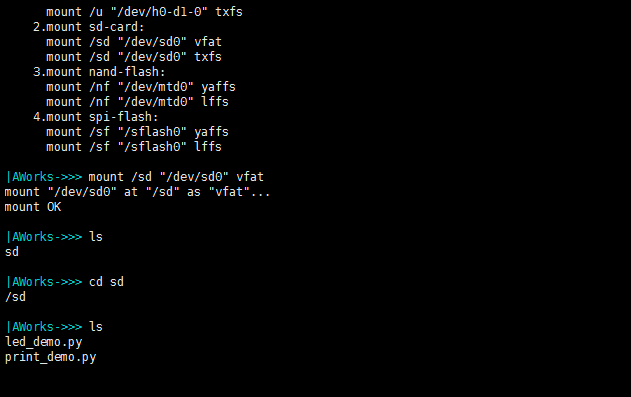 mount /u "/dev/h0-d1-0" txfs
2.mount sd-card:
mount /sd "/dev/sd0" vfat
mount /sd "/dev/sd0" txfs
3.mount nand-flash:
mount /nf "/dev/mtd0" yaffs
mount /nf "/dev/mtd0" lffs
4.mount spi-flash:
mount /sf "/sflash0" yaffs
mount /sf "/sflash0" lffs
|AWorks->>> mount /sd "/dev/sd0" vfat
mount "/dev/sd0" at "/sd" as "vfat"...
mount OK
|AWorks->>> ls
sd
|AWorks->>> cd sd
/sd
|AWorks->>> ls
led_demo.py
print_demo.py